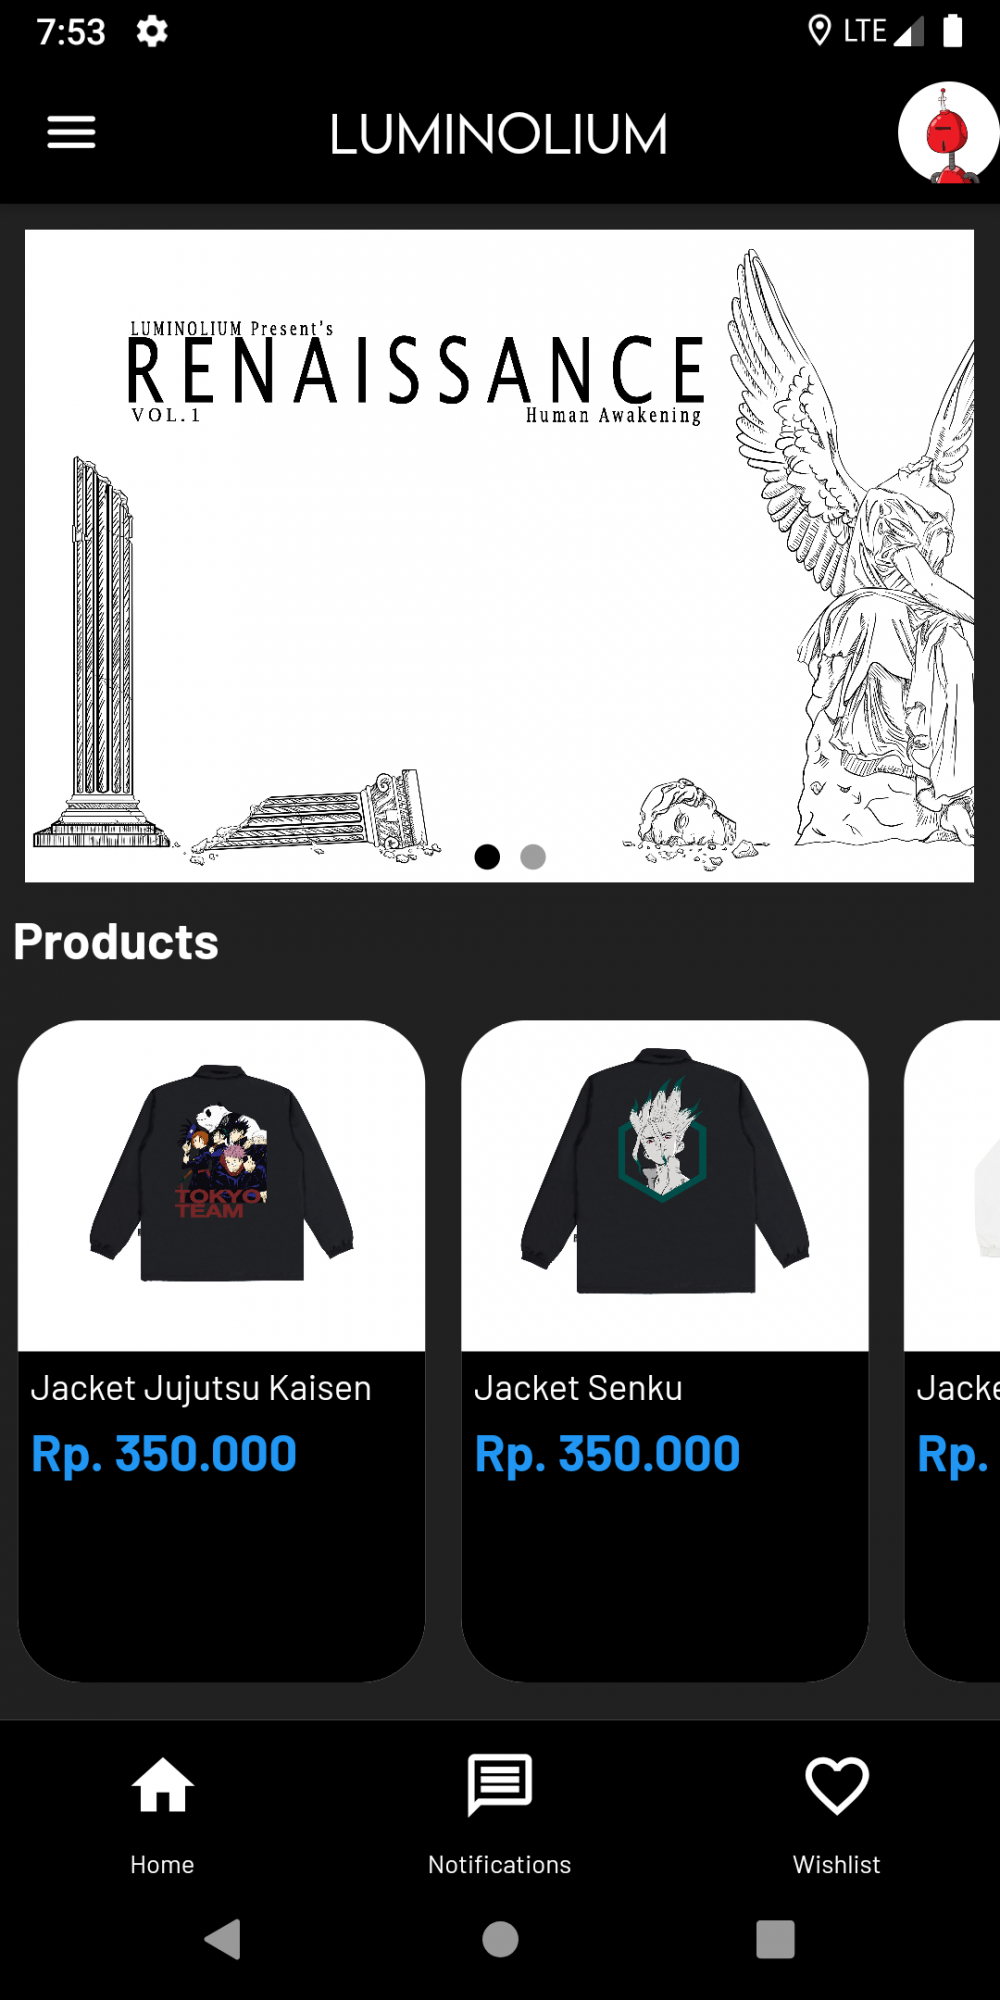 7:53 LTE
LUMINOLIUM
LUMINOLIUM Present's
RENAISSANCE
VOL.1 Human Awakening
Products
TOKYO
TEAM
Jacket Jujutsu Kaisen
Rp. 350.000
Jacket Senku
Rp. 350.000
Jacke
Rp.
Home
Notifications
Wishlist